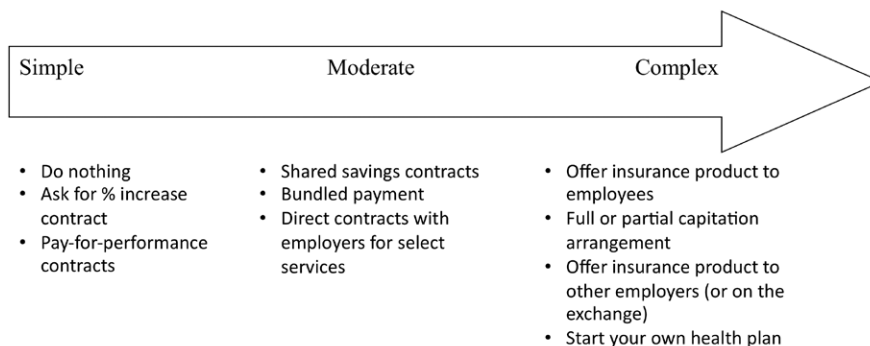 Simple Moderate Complex
• Do nothing
• Ask for % increase
contract
• Pay-for-performance
contracts
• Shared savings contracts
• Bundled payment
• Direct contracts with
employers for select
services
• Offer insurance product to
employees
• Full or partial capitation
arrangement
• Offer insurance product to
other employers (or on the
exchange)
• Start your own health plan